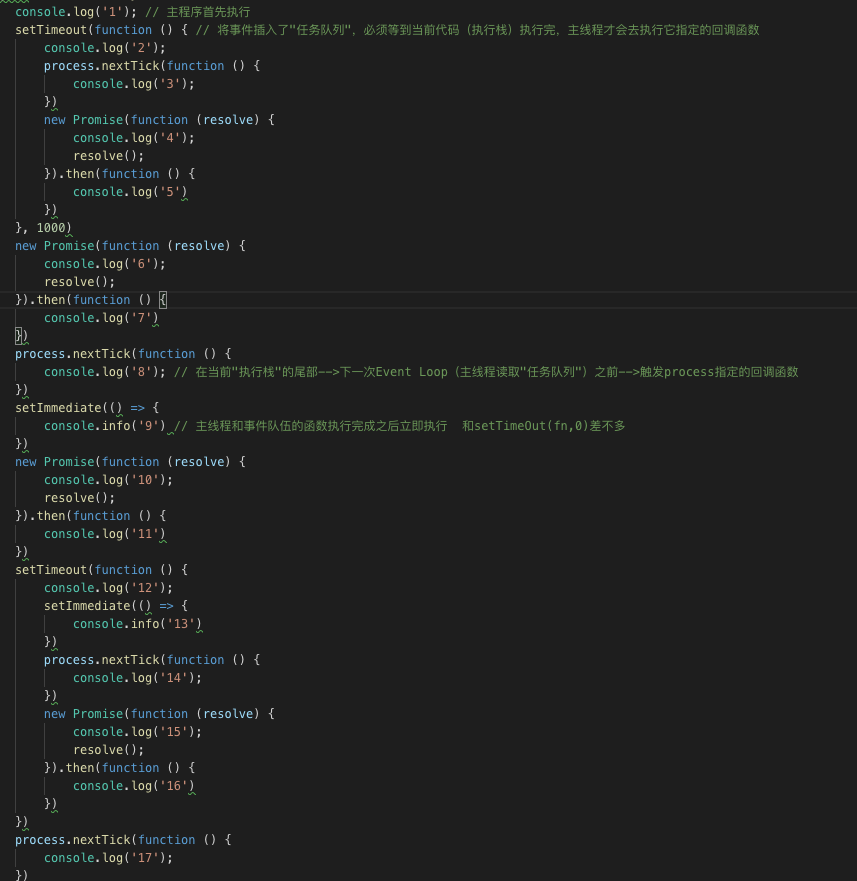 console.log('1'); // 主程序首先执行
setTimeout(function () { // 将事件插入了"任务队列"，必须等到当前代码（执行栈）执行完，主线程才会去执行它指定的回调函数
    console.log('2');
    process.nextTick(function () {
        console.log('3');
    })
    new Promise(function (resolve) {
        console.log('4');
        resolve();
    }).then(function () {
        console.log('5')
    })
}, 1000)
new Promise(function (resolve) {
    console.log('6');
    resolve();
}).then(function () {
    console.log('7')
})
process.nextTick(function () {
    console.log('8'); // 在当前"执行栈"的尾部-->下一次Event Loop（主线程读取"任务队列"）之前-->触发process指定的回调函数
})
setImmediate(() => {
    console.info('9') // 主线程和事件队伍的函数执行完成之后立即执行  和setTimeOut(fn,0)差不多
})
new Promise(function (resolve) {
    console.log('10');
    resolve();
}).then(function () {
    console.log('11')
})
setTimeout(function () {
    console.log('12');
    setImmediate(() => {
        console.info('13')
    })
    process.nextTick(function () {
        console.log('14');
    })
    new Promise(function (resolve) {
        console.log('15');
        resolve();
    }).then(function () {
        console.log('16')
    })
})
process.nextTick(function () {
    console.log('17');
})